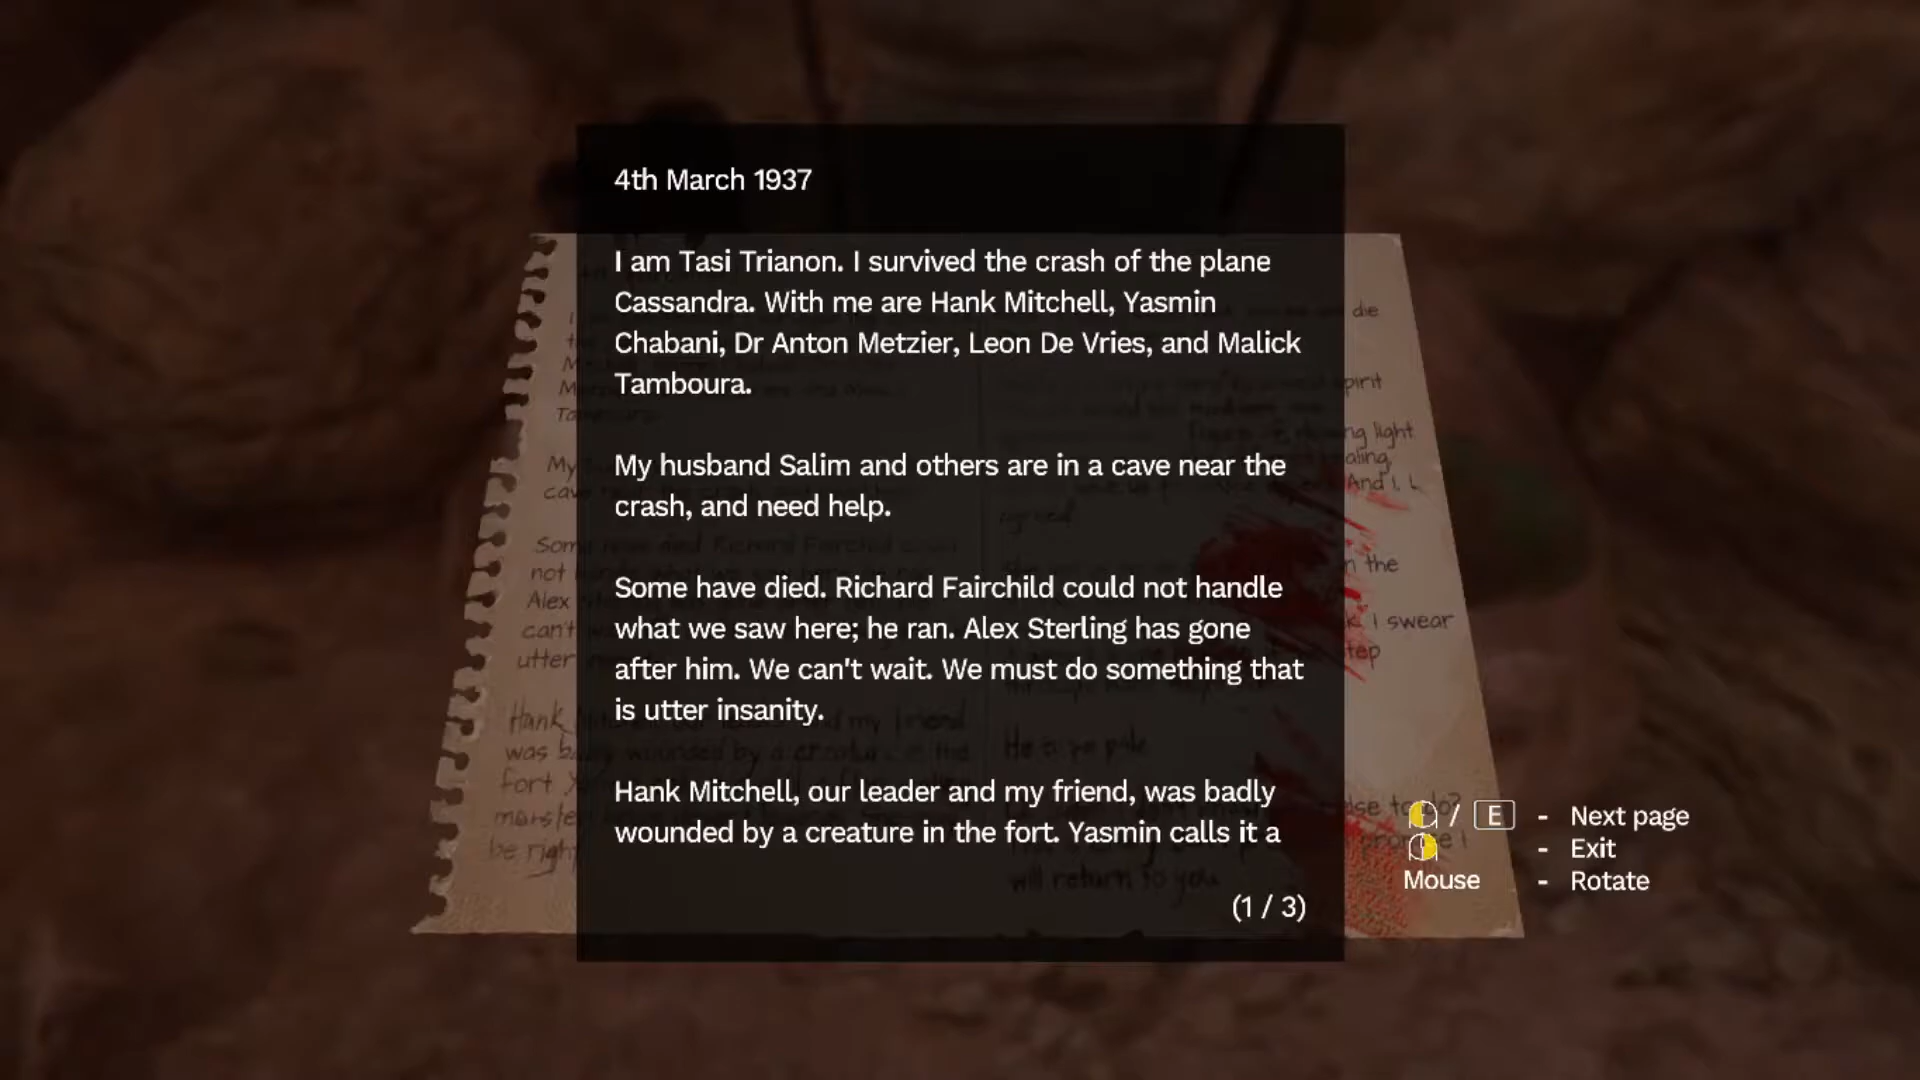 4th March 1937
I am Tasi Trianon. I survived the crash of the plane
Cassandra. With me are Hank Mitchell, Yasmin
Chabani, Dr Anton Metzier, Leon De Vries, and Malick
Tamboura.
My husband Salim and others are in a cave near the
crash, and need help.
Some have died. Richard Fairchild could not handle
what we saw here; he ran. Alex Sterling has gone
after him. We can't wait. We must do something that
is utter insanity.
Hank Mitchell, our leader and my friend, was badly
wounded by a creature in the fort. Yasmin calls it a
(1 / 3)
/ E - Next page
- Exit
Mouse - Rotate